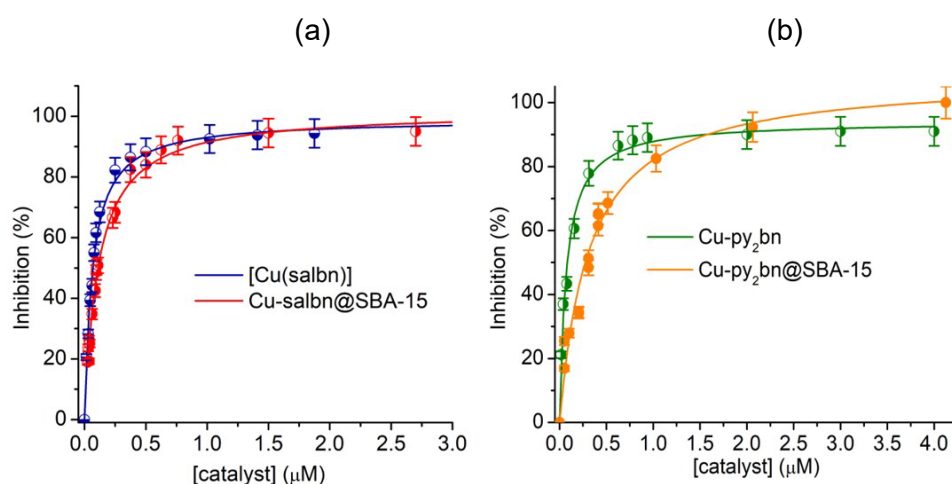 (a)
(b)
Inhibition (%)
100
80
60
40
20
0
[Cu(salbn)]
Cu-salbn@SBA-15
0.0 0.5 1.0 1.5 2.0 2.5 3.0
[catalyst] (μM)
Inhibition (%)
100
80
60
40
20
0
Cu-py₂bn
Cu-py₂bn@SBA-15
0.0 0.5 1.0 1.5 2.0 2.5 3.0 3.5 4.0
[catalyst] (μM)